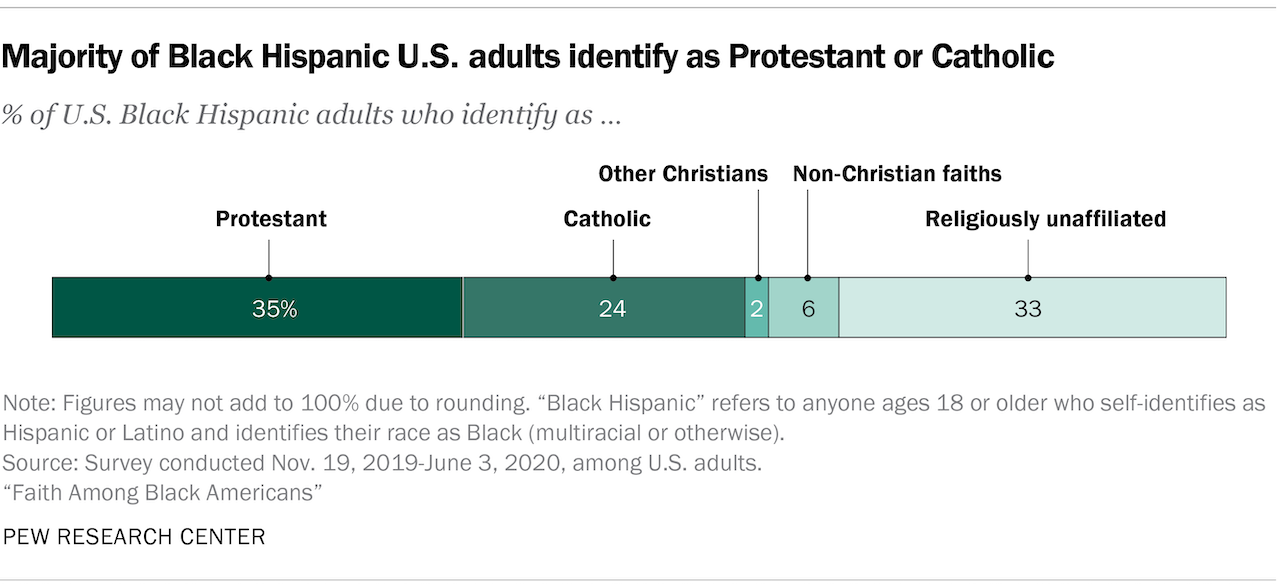 Majority of Black Hispanic U.S. adults identify as Protestant or Catholic
% of U.S. Black Hispanic adults who identify as ...
Other Christians
Non-Christian faiths
Protestant
Catholic
Religiously unaffiliated
35%
24
2
6
33
Note: Figures may not add to 100% due to rounding. “Black Hispanic” refers to anyone ages 18 or older who self-identifies as
Hispanic or Latino and identifies their race as Black (multiracial or otherwise).
Source: Survey conducted Nov. 19, 2019-June 3, 2020, among U.S. adults.
“Faith Among Black Americans”
PEW RESEARCH CENTER